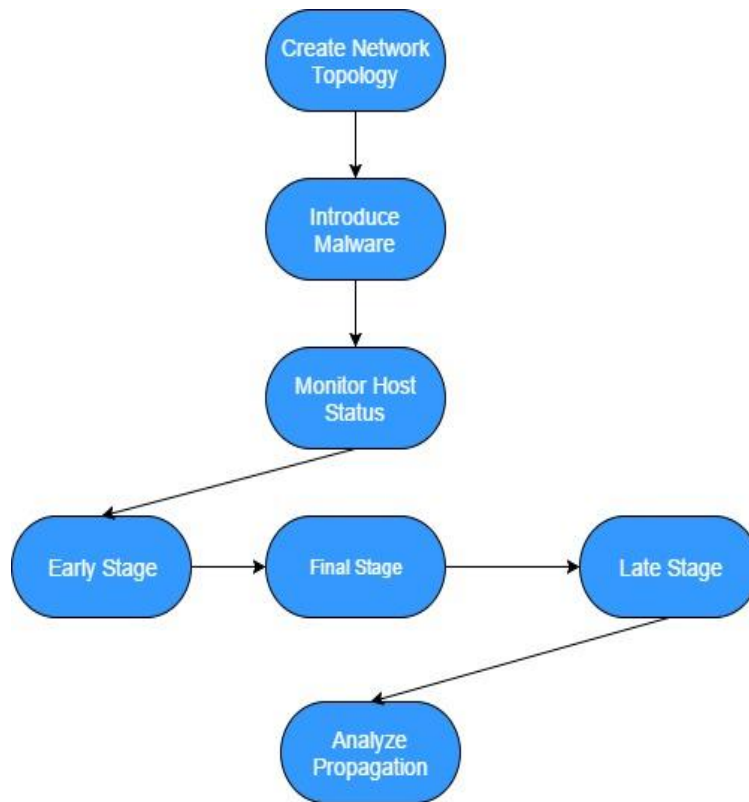 Create Network
Topology
Introduce
Malware
Monitor Host
Status
Early Stage
Final Stage
Late Stage
Analyze
Propagation